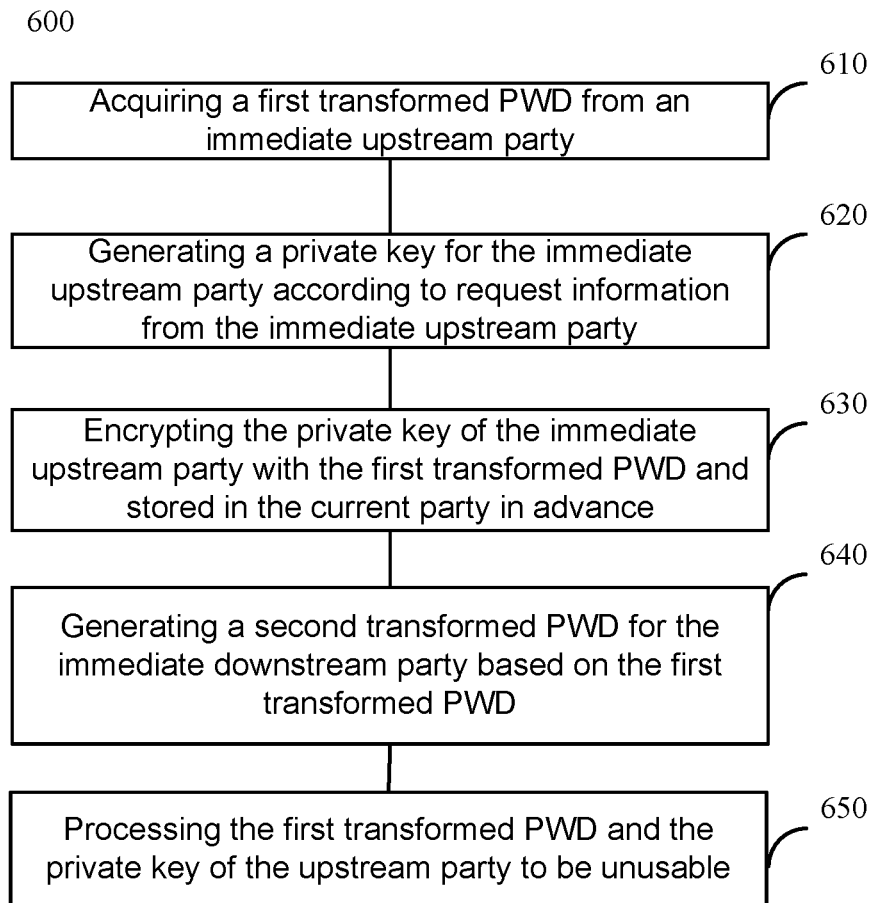 600
610
Acquiring a first transformed PWD from an
immediate upstream party
620
Generating a private key for the immediate
upstream party according to request information
from the immediate upstream party
630
Encrypting the private key of the immediate
upstream party with the first transformed PWD and
stored in the current party in advance
640
Generating a second transformed PWD for the
immediate downstream party based on the first
transformed PWD
650
Processing the first transformed PWD and the
private key of the upstream party to be unusable